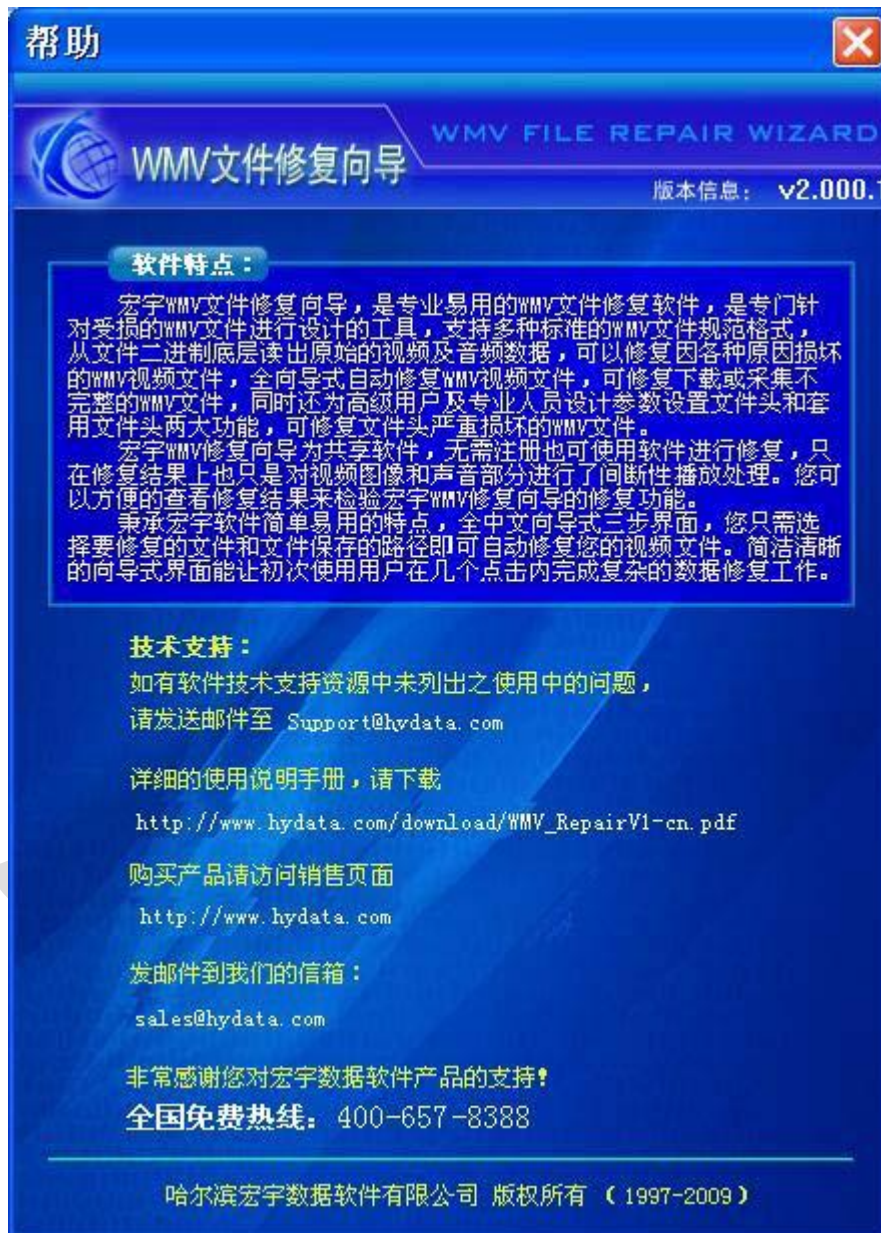 帮助
WMV文件修复向导
WMV FILE REPAIR WIZARD
版本信息： v2.000.
软件特点：
宏宇WMV文件修复向导，是专业易用的WMV文件修复软件，是专门针
对受损的WMV文件进行设计的工具，支持多种标准的WMV文件规范格式，
从文件二进制底层读出原始的视频及音频数据，可以修复因各种原因损坏
的WMV视频文件，全向导式自动修复WMV视频文件，可修复下载或采集不
完整的WMV文件，同时还为高级用户及专业人员设计参数设置文件头和套
用文件头两大功能，可修复文件头严重损坏的WMV文件。
宏宇WMV修复向导为共享软件，无需注册也可使用软件进行修复，只
在修复结果上也只是对视频图像和声音部分进行了间断性播放处理。您可
以方便的查看修复结果来检验宏宇WMV修复向导的修复功能。
秉承宏宇软件简单易用的特点，全中文向导式三步界面，您只需选
择要修复的文件和文件保存的路径即可自动修复您的视频文件。简洁清晰
的向导式界面能让初次使用用户在几个点击内完成复杂的数据修复工作。
技术支持：
如有软件技术支持资源中未列出之使用中的问题，
请发送邮件至 Support@hydata.com
详细的使用说明手册，请下载
http://www.hydata.com/download/WMV_RepairV1-cn.pdf
购买产品请访问销售页面
http://www.hydata.com
发邮件到我们的信箱：
sales@hydata.com
非常感谢您对宏宇数据软件产品的支持！
全国免费热线：400-657-8388
哈尔滨宏宇数据软件有限公司 版权所有 （1997-2009）